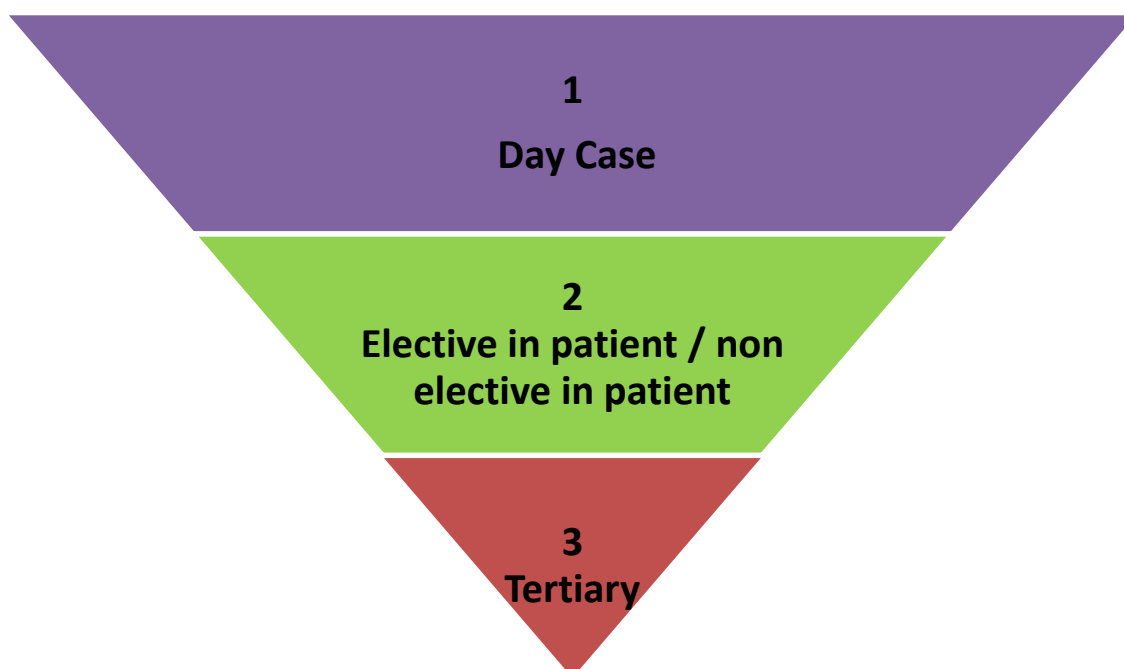 1
Day Case
2
Elective in patient / non
elective in patient
3
Tertiary